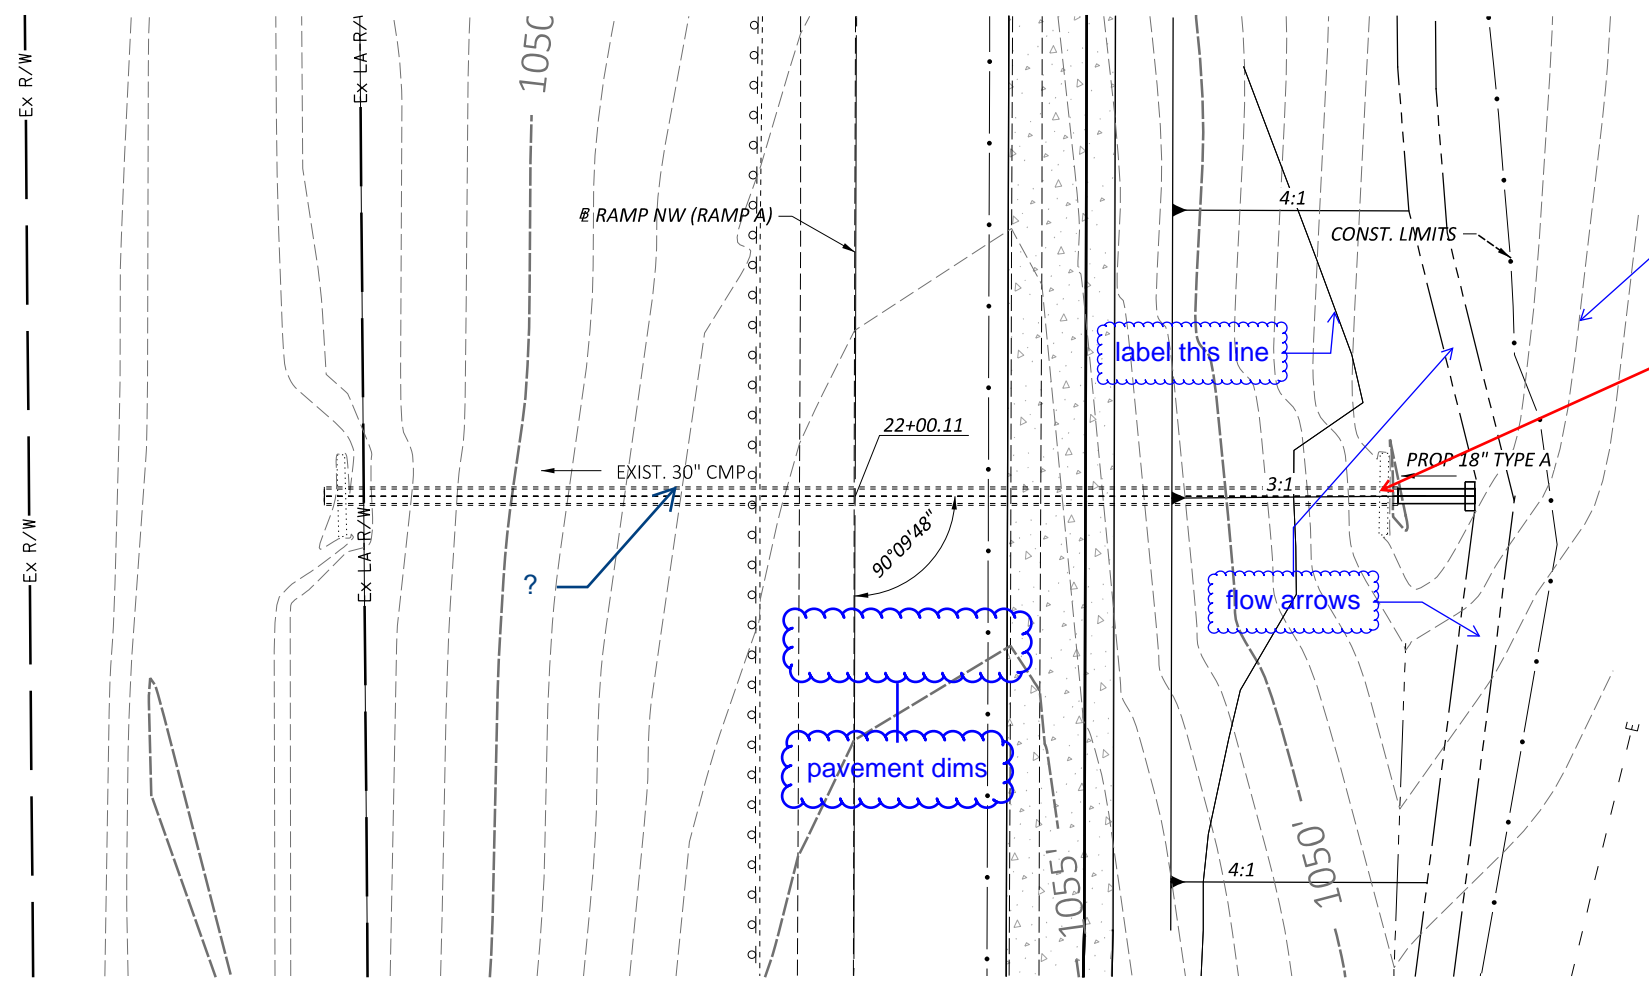 Ex R/W
Ex LA-R/
1050
℄ RAMP NW (RAMP A)
4:1
CONST. LIMITS
label this line
22+00.11
EXIST. 30" CMP
PROP 18" TYPE A
3:1
Ex R/W
Ex LA-R/W
90°09'48"
?
flow arrows
pavement dims
E
1055'
1050'
4:1